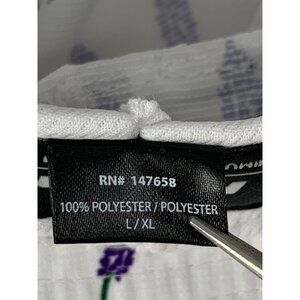 RN# 147658
100% POLYESTER / POLYESTER
L / XL